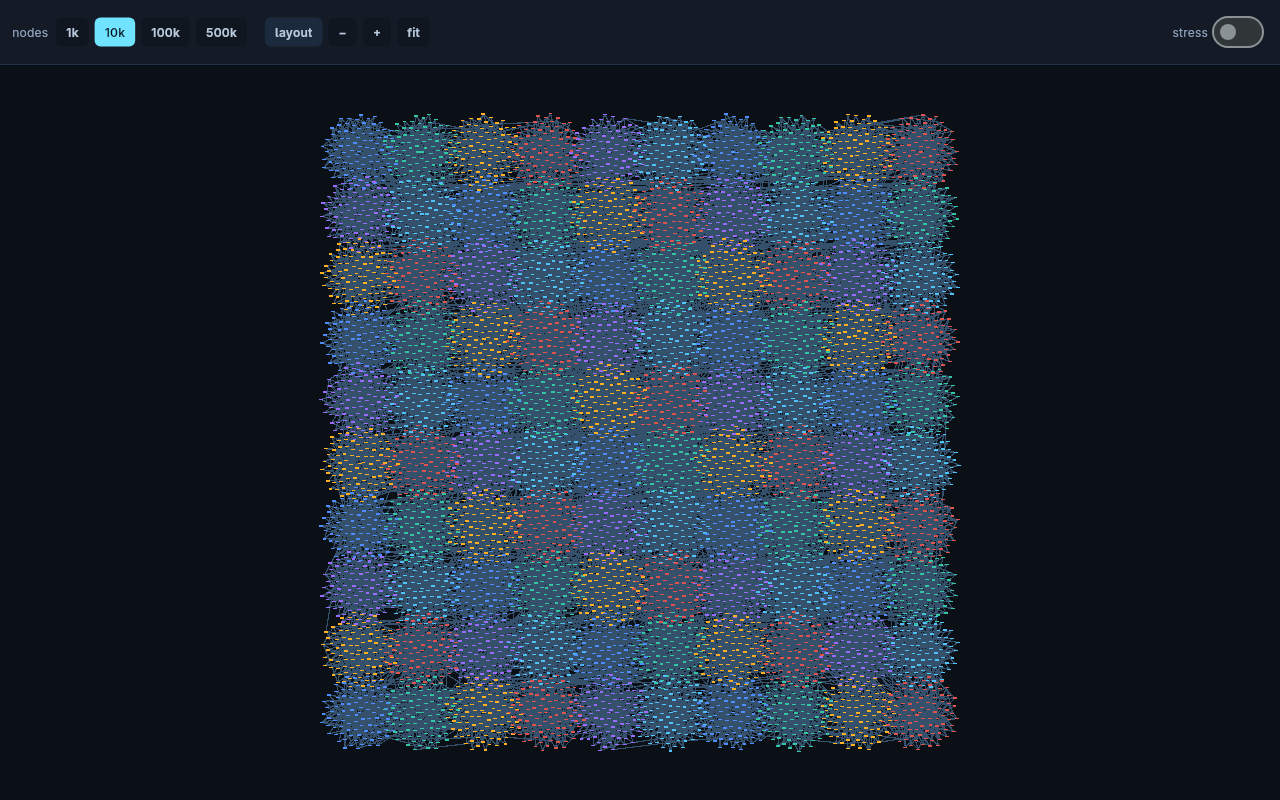 nodes 1k 10k 100k 500k layout – + fit stress